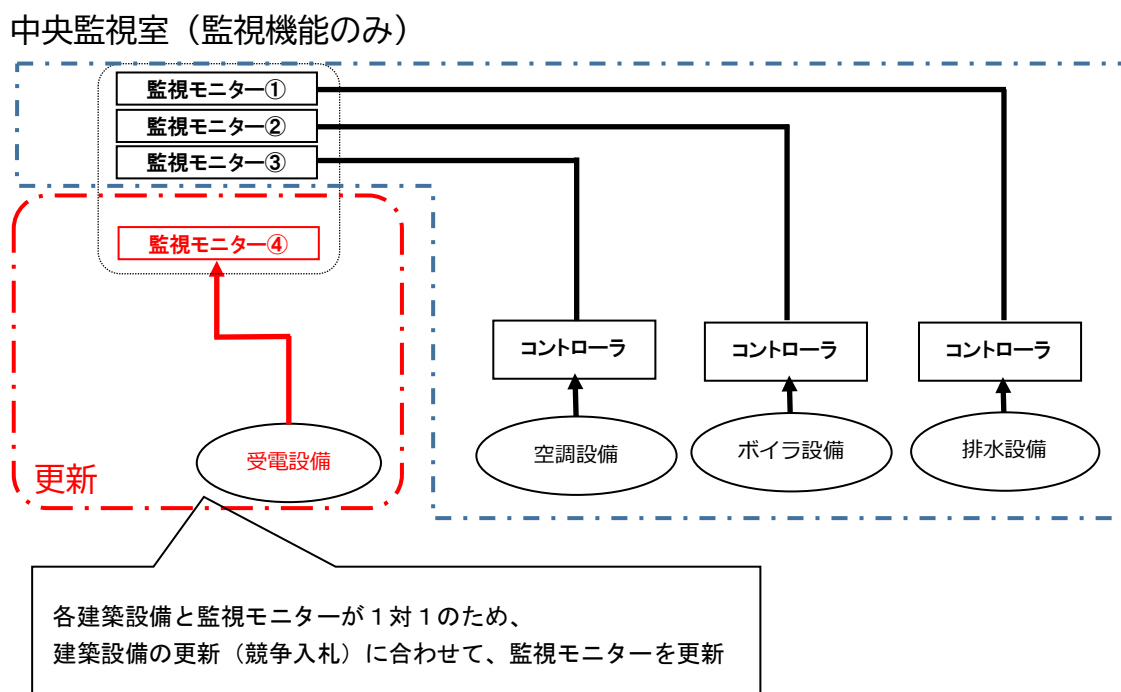 中央監視室（監視機能のみ）
監視モニター①
監視モニター②
監視モニター③
監視モニター④
コントローラ
コントローラ
コントローラ
受電設備
空調設備
ボイラ設備
排水設備
更新
各建築設備と監視モニターが１対１のため、
建築設備の更新（競争入札）に合わせて、監視モニターを更新